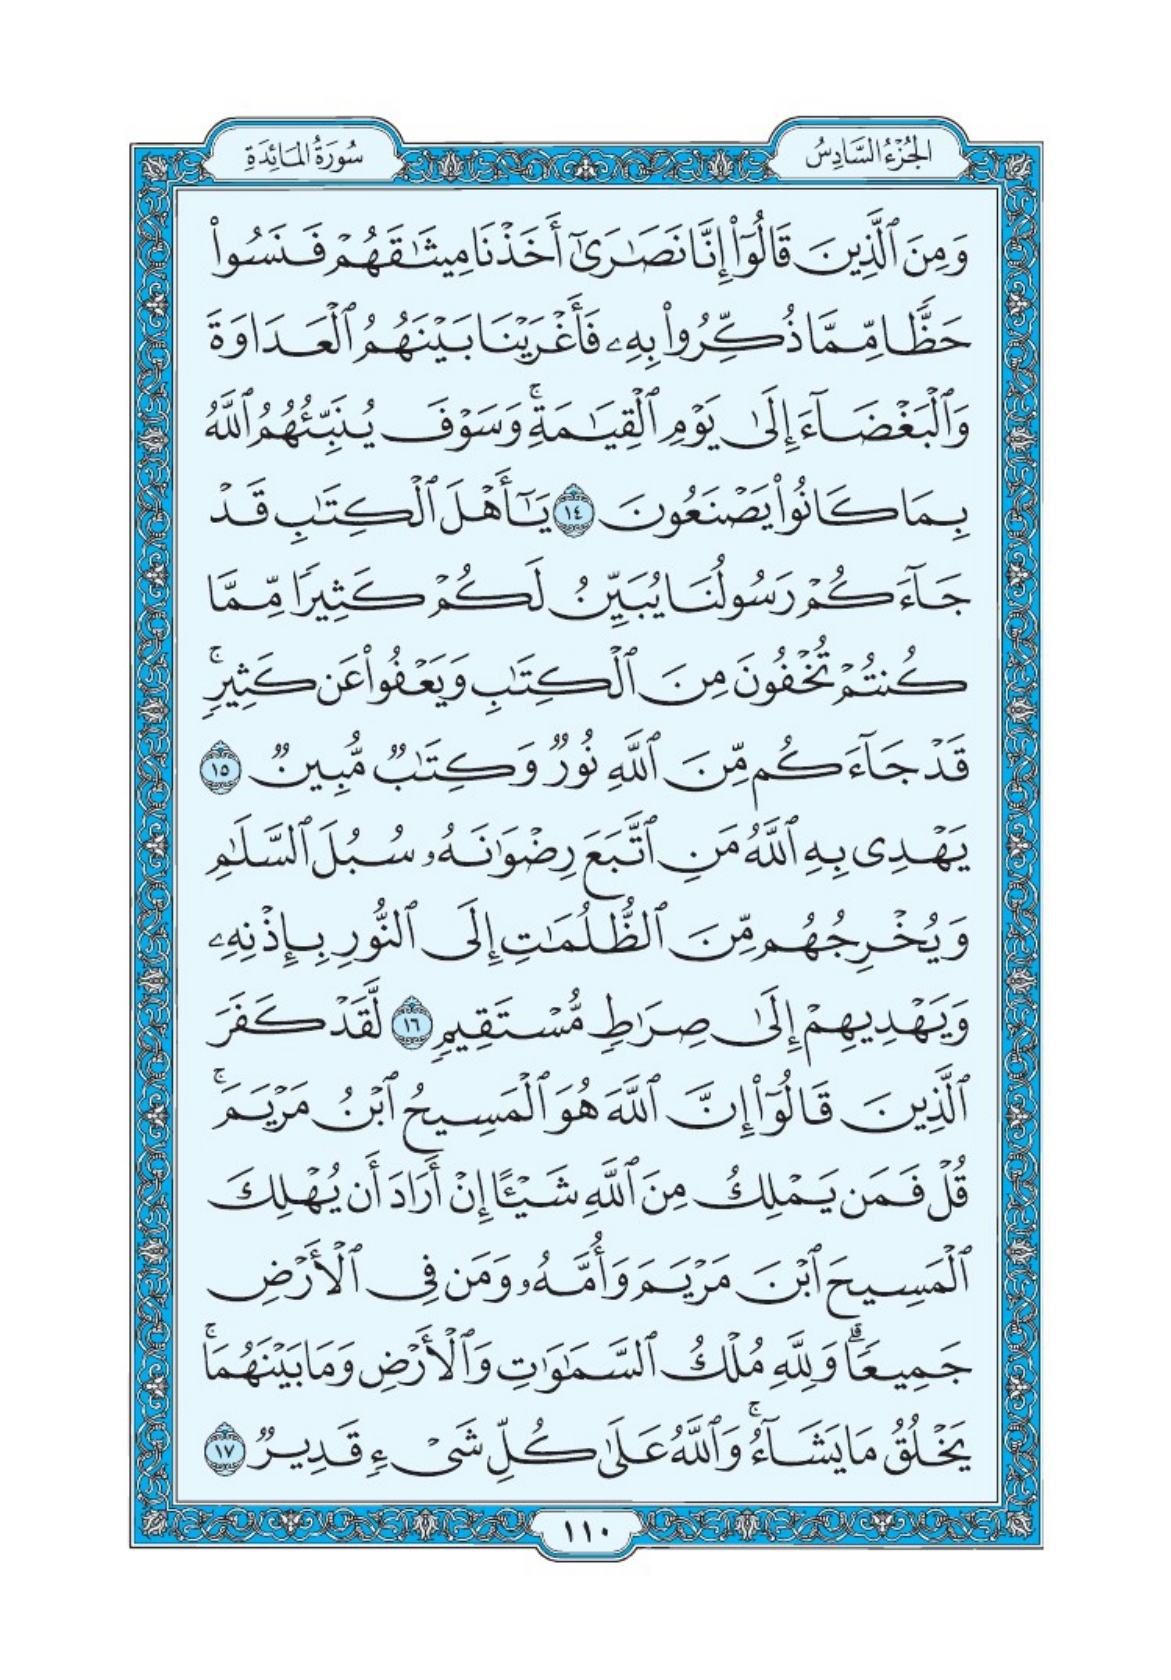 الجُزْءُ السَّادِسُ
سُورَةُ المَائِدَةِ
وَمِنَ ٱلَّذِينَ قَالُوٓاْ إِنَّا نَصَٰرَىٰٓ أَخَذْنَا مِيثَٰقَهُمْ فَنَسُواْ
حَظًّا مِّمَّا ذُكِّرُواْ بِهِۦ فَأَغْرَيْنَا بَيْنَهُمُ ٱلْعَدَاوَةَ
وَٱلْبَغْضَآءَ إِلَىٰ يَوْمِ ٱلْقِيَٰمَةِۚ وَسَوْفَ يُنَبِّئُهُمُ ٱللَّهُ
بِمَا كَانُواْ يَصْنَعُونَ ١٤ يَٰٓأَهْلَ ٱلْكِتَٰبِ قَدْ
جَآءَكُمْ رَسُولُنَا يُبَيِّنُ لَكُمْ كَثِيرًا مِّمَّا
كُنتُمْ تُخْفُونَ مِنَ ٱلْكِتَٰبِ وَيَعْفُواْ عَن كَثِيرٍۚ
قَدْ جَآءَكُم مِّنَ ٱللَّهِ نُورٌ وَكِتَٰبٌ مُّبِينٌ ١٥
يَهْدِى بِهِ ٱللَّهُ مَنِ ٱتَّبَعَ رِضْوَٰنَهُۥ سُبُلَ ٱلسَّلَٰمِ
وَيُخْرِجُهُم مِّنَ ٱلظُّلُمَٰتِ إِلَى ٱلنُّورِ بِإِذْنِهِۦ
وَيَهْدِيهِمْ إِلَىٰ صِرَٰطٍ مُّسْتَقِيمٍ ١٦ لَّقَدْ كَفَرَ
ٱلَّذِينَ قَالُوٓاْ إِنَّ ٱللَّهَ هُوَ ٱلْمَسِيحُ ٱبْنُ مَرْيَمَۚ
قُلْ فَمَن يَمْلِكُ مِنَ ٱللَّهِ شَيْـًٔا إِنْ أَرَادَ أَن يُهْلِكَ
ٱلْمَسِيحَ ٱبْنَ مَرْيَمَ وَأُمَّهُۥ وَمَن فِى ٱلْأَرْضِ
جَمِيعًاۗ وَلِلَّهِ مُلْكُ ٱلسَّمَٰوَٰتِ وَٱلْأَرْضِ وَمَا بَيْنَهُمَاۚ
يَخْلُقُ مَا يَشَآءُۚ وَٱللَّهُ عَلَىٰ كُلِّ شَىْءٍ قَدِيرٌ ١٧
١١٠